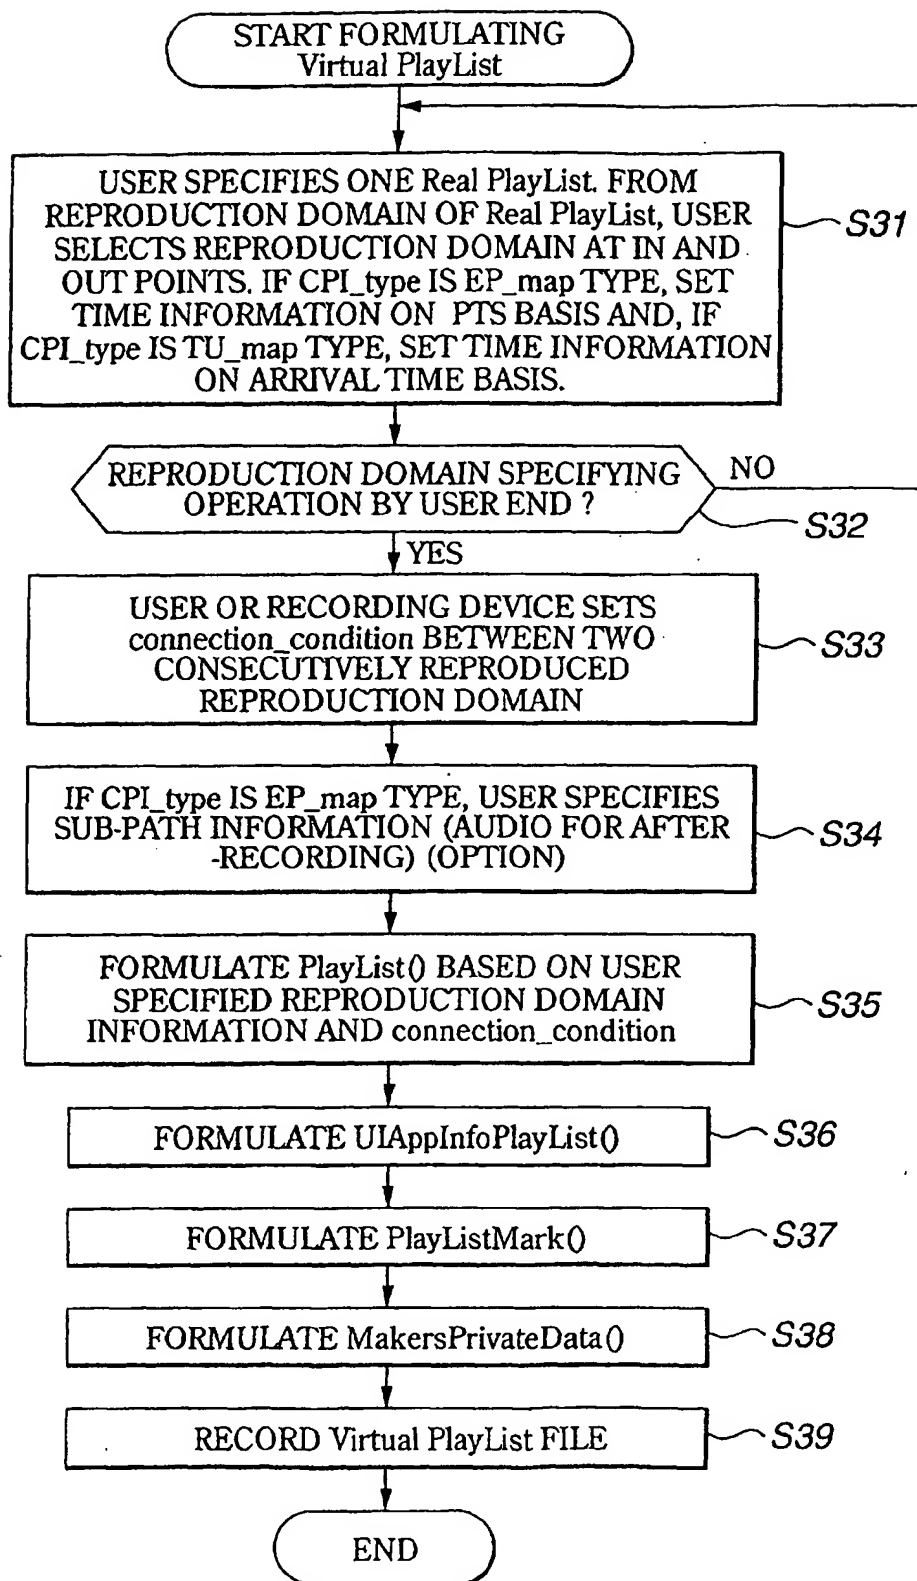 START FORMULATING
Virtual PlayList
USER SPECIFIES ONE Real PlayList. FROM
REPRODUCTION DOMAIN OF Real PlayList, USER
SELECTS REPRODUCTION DOMAIN AT IN AND
OUT POINTS. IF CPI_type IS EP_map TYPE, SET
TIME INFORMATION ON PTS BASIS AND, IF
CPI_type IS TU_map TYPE, SET TIME INFORMATION
ON ARRIVAL TIME BASIS.
S31
REPRODUCTION DOMAIN SPECIFYING
OPERATION BY USER END ?
NO
S32
YES
USER OR RECORDING DEVICE SETS
connection_condition BETWEEN TWO
CONSECUTIVELY REPRODUCED
REPRODUCTION DOMAIN
S33
IF CPI_type IS EP_map TYPE, USER SPECIFIES
SUB-PATH INFORMATION (AUDIO FOR AFTER
-RECORDING) (OPTION)
S34
FORMULATE PlayList() BASED ON USER
SPECIFIED REPRODUCTION DOMAIN
INFORMATION AND connection_condition
S35
FORMULATE UIAppInfoPlayList()
S36
FORMULATE PlayListMark()
S37
FORMULATE MakersPrivateData()
S38
RECORD Virtual PlayList FILE
S39
END